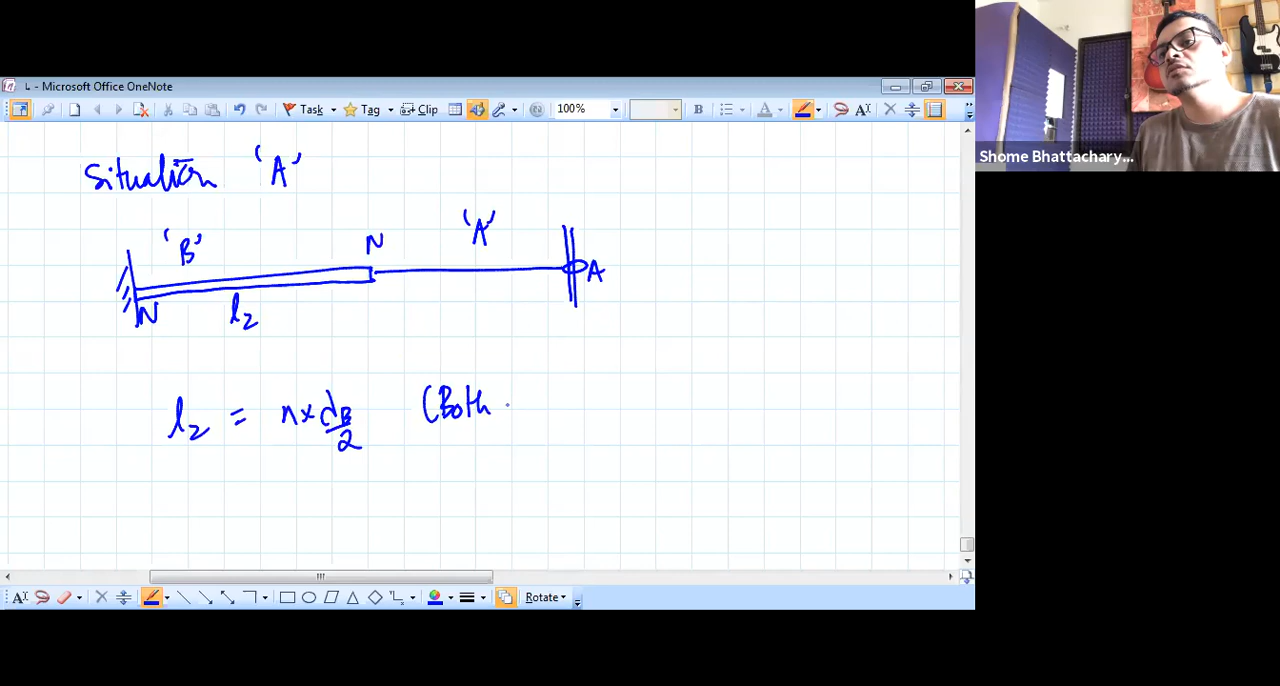 Microsoft Office OneNote
Task Tag Clip 100% B A
Situation 'A'
'B' N 'A'
A
N l2
l2 = n x λB/2 (Both
Shome Bhattachary...
A Rotate